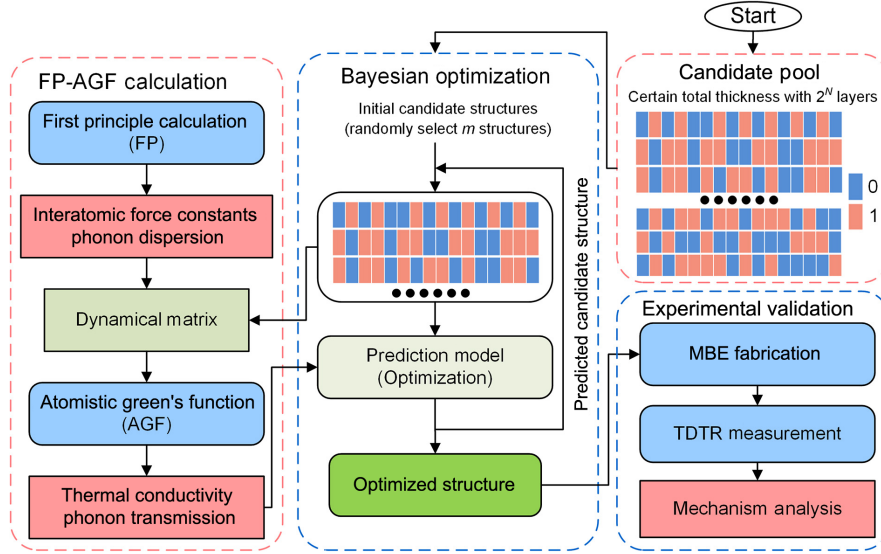 Start
FP-AGF calculation
First principle calculation
(FP)
Interatomic force constants
phonon dispersion
Dynamical matrix
Atomistic green's function
(AGF)
Thermal conductivity
phonon transmission
Bayesian optimization
Initial candidate structures
(randomly select m structures)
Prediction model
(Optimization)
Optimized structure
Predicted candidate structure
Candidate pool
Certain total thickness with 2^N layers
0
1
Experimental validation
MBE fabrication
TDTR measurement
Mechanism analysis